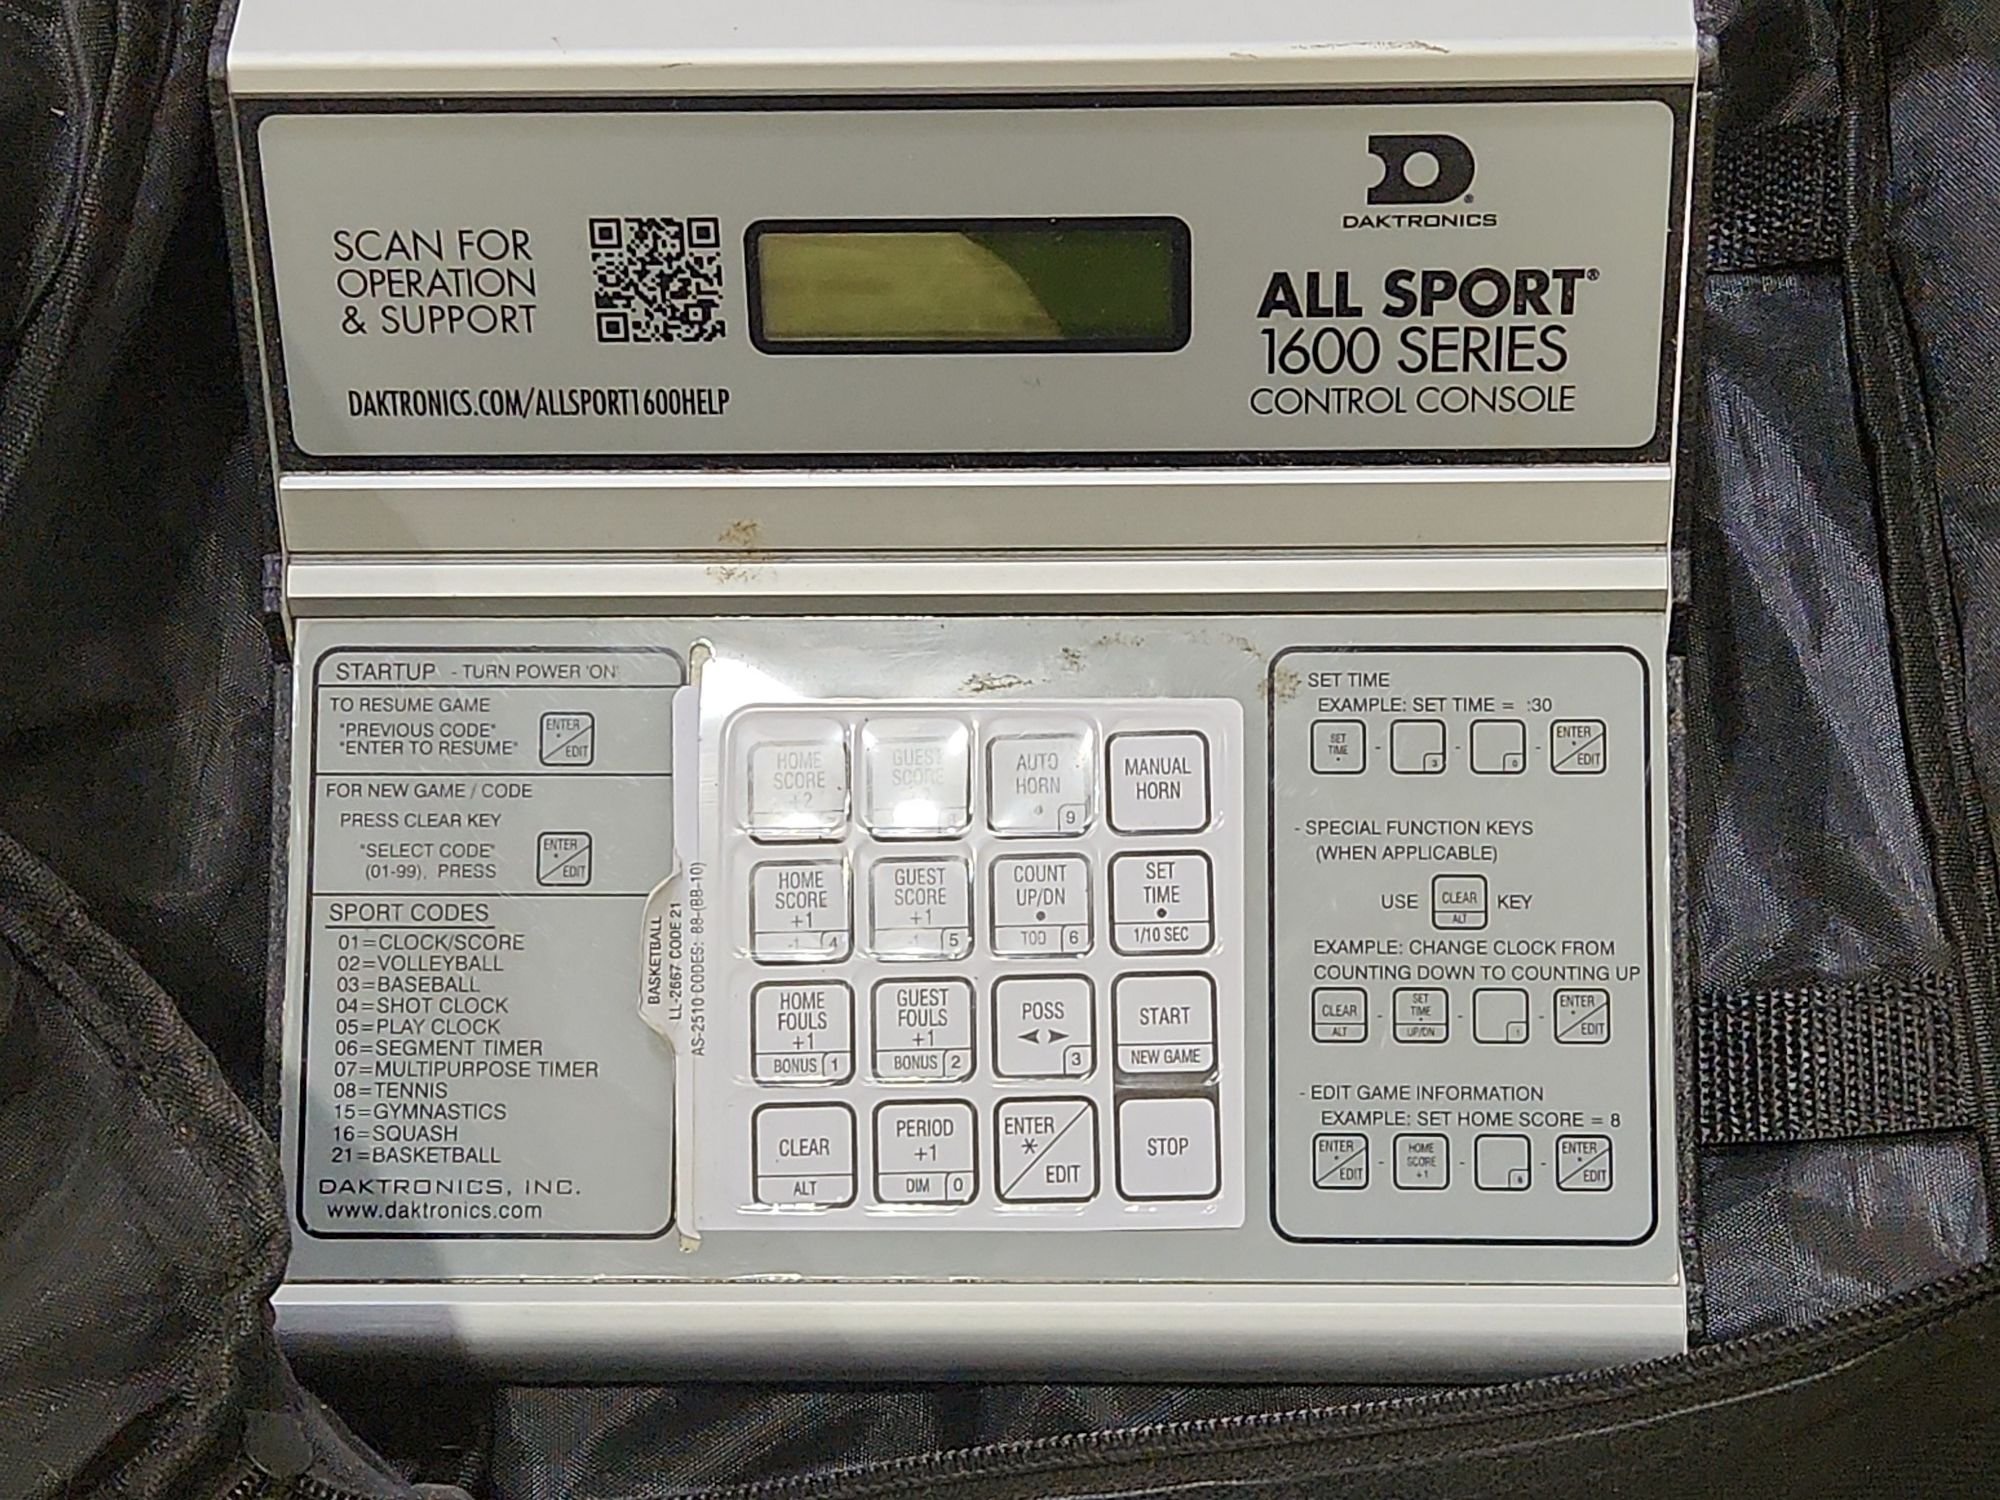 DAKTRONICS
SCAN FOR
OPERATION
& SUPPORT
DAKTRONICS.COM/ALLSPORT1600HELP
ALL SPORT®
1600 SERIES
CONTROL CONSOLE
STARTUP - TURN POWER 'ON'
TO RESUME GAME
"PREVIOUS CODE"
"ENTER TO RESUME"
ENTER
EDIT
FOR NEW GAME / CODE
PRESS CLEAR KEY
"SELECT CODE"
(01-99), PRESS
ENTER
EDIT
SPORT CODES
01=CLOCK/SCORE
02=VOLLEYBALL
03=BASEBALL
04=SHOT CLOCK
05=PLAY CLOCK
06=SEGMENT TIMER
07=MULTIPURPOSE TIMER
08=TENNIS
15=GYMNASTICS
16=SQUASH
21=BASKETBALL
DAKTRONICS, INC.
www.daktronics.com
BASKETBALL
LL-2667 CODE 21
AS-2510 CODES: 88-(BB-10)
HOME
SCORE
+2
GUEST
SCORE
AUTO
HORN
9
MANUAL
HORN
HOME
SCORE
+1
-1 4
GUEST
SCORE
+1
-1 5
COUNT
UP/DN
TOD 6
SET
TIME
1/10 SEC
HOME
FOULS
+1
BONUS 1
GUEST
FOULS
+1
BONUS 2
POSS
3
START
NEW GAME
CLEAR
ALT
PERIOD
+1
DIM 0
ENTER
*
EDIT
STOP
SET TIME
EXAMPLE: SET TIME = :30
SET
TIME
- 3 - 0 -
ENTER
EDIT
- SPECIAL FUNCTION KEYS
(WHEN APPLICABLE)
USE CLEAR KEY
ALT
EXAMPLE: CHANGE CLOCK FROM
COUNTING DOWN TO COUNTING UP
CLEAR
ALT
-
SET
TIME
UP/DN
- 1 -
ENTER
EDIT
- EDIT GAME INFORMATION
EXAMPLE: SET HOME SCORE = 8
ENTER
EDIT
-
HOME
SCORE
+1
- 8 -
ENTER
EDIT